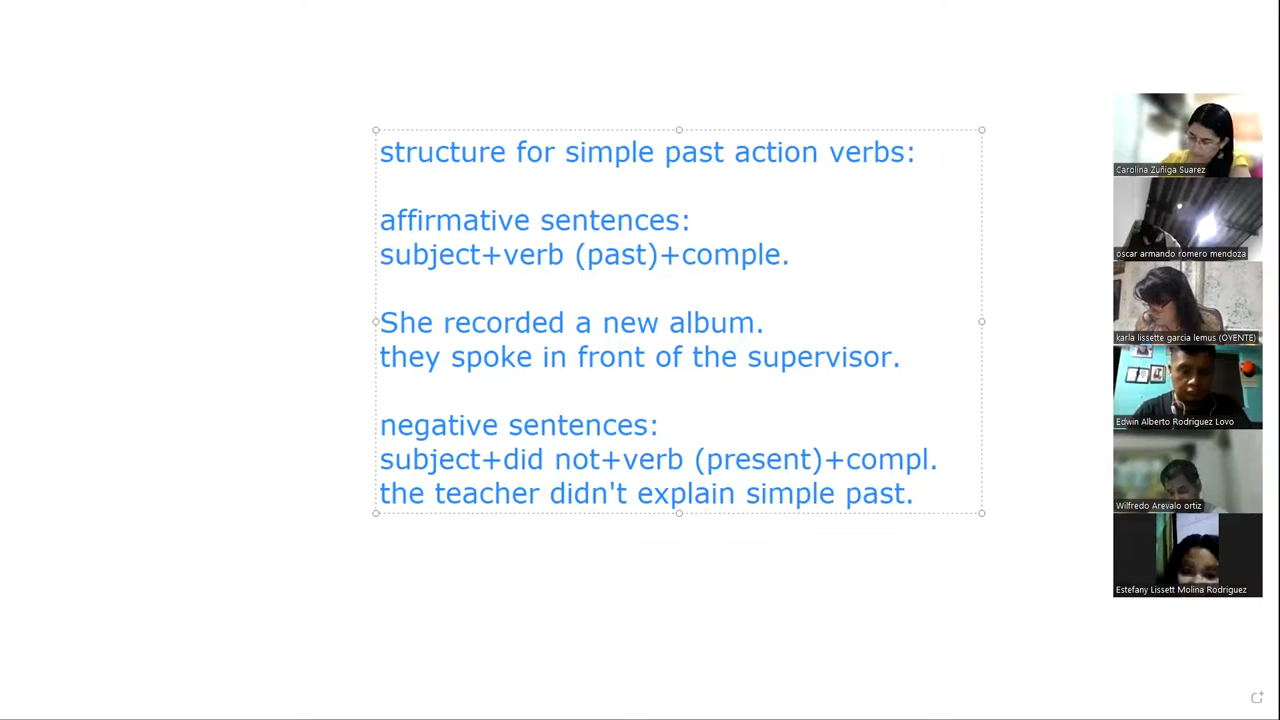 structure for simple past action verbs:
affirmative sentences:
subject+verb (past)+comple.
She recorded a new album.
they spoke in front of the supervisor.
negative sentences:
subject+did not+verb (present)+compl.
the teacher didn't explain simple past.
Carolina Zuñiga Suarez
oscar armando romero mendoza
karla lissette garcia lemus (OYENTE)
Edwin Alberto Rodriguez Lovo
Wilfredo Arevalo ortiz
Estefany Lissett Molina Rodriguez